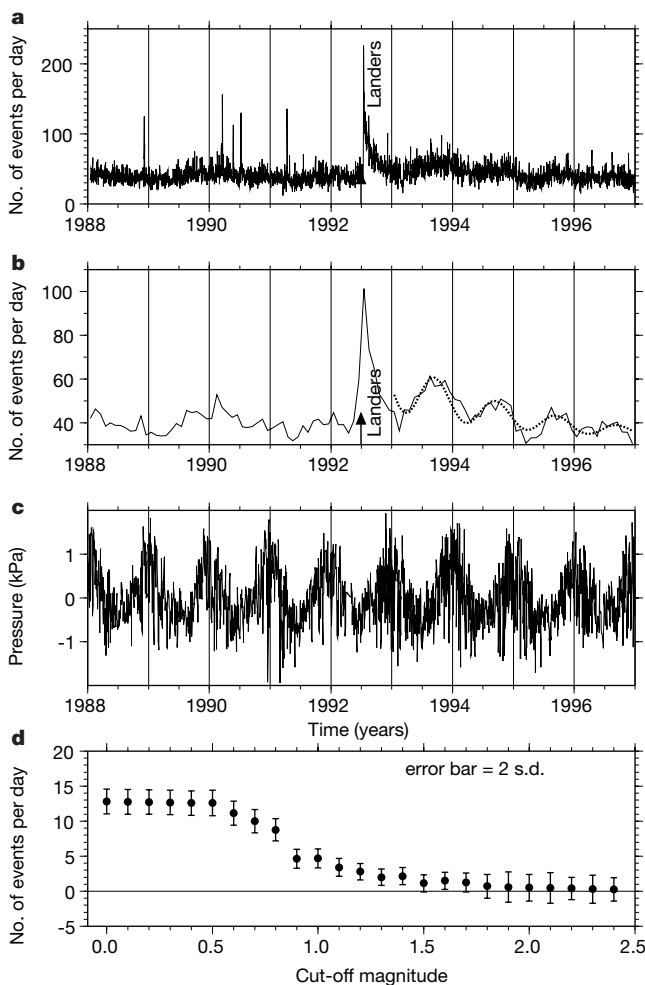 a
No. of events per day
200
100
0
Landers
1988
1990
1992
1994
1996
b
No. of events per day
100
80
60
40
Landers
1988
1990
1992
1994
1996
c
Pressure (kPa)
1
0
-1
1988
1990
1992
1994
1996
Time (years)
d
No. of events per day
20
15
10
5
0
-5
error bar = 2 s.d.
0.0
0.5
1.0
1.5
2.0
2.5
Cut-off magnitude